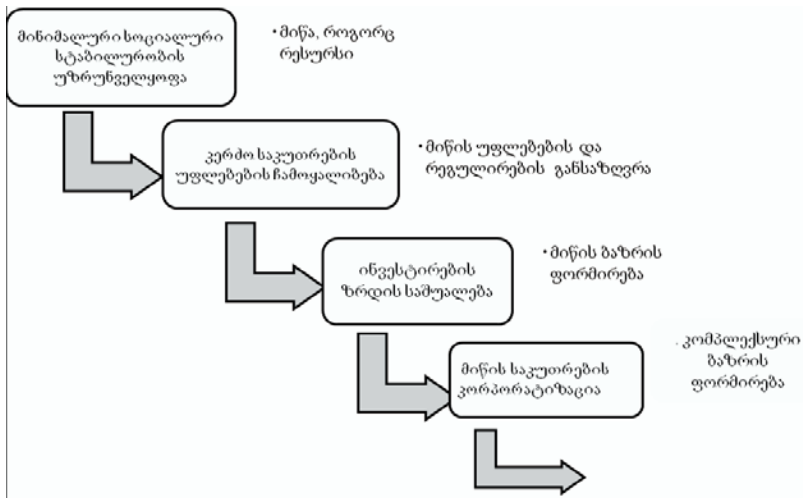 მინიმალური სოციალური
სტაბილურობის
უზრუნველყოფა
• მიწა, როგორც
რესურსი
კერძო საკუთრების
უფლებების ჩამოყალიბება
• მიწის უფლებების და
რეგულირების განსაზღვრა
ინვესტირების
ზრდის საშუალება
• მიწის ბაზრის
ფორმირება
მიწის საკუთრების
კორპორატიზაცია
. კომპლექსური
ბაზრის
ფორმირება